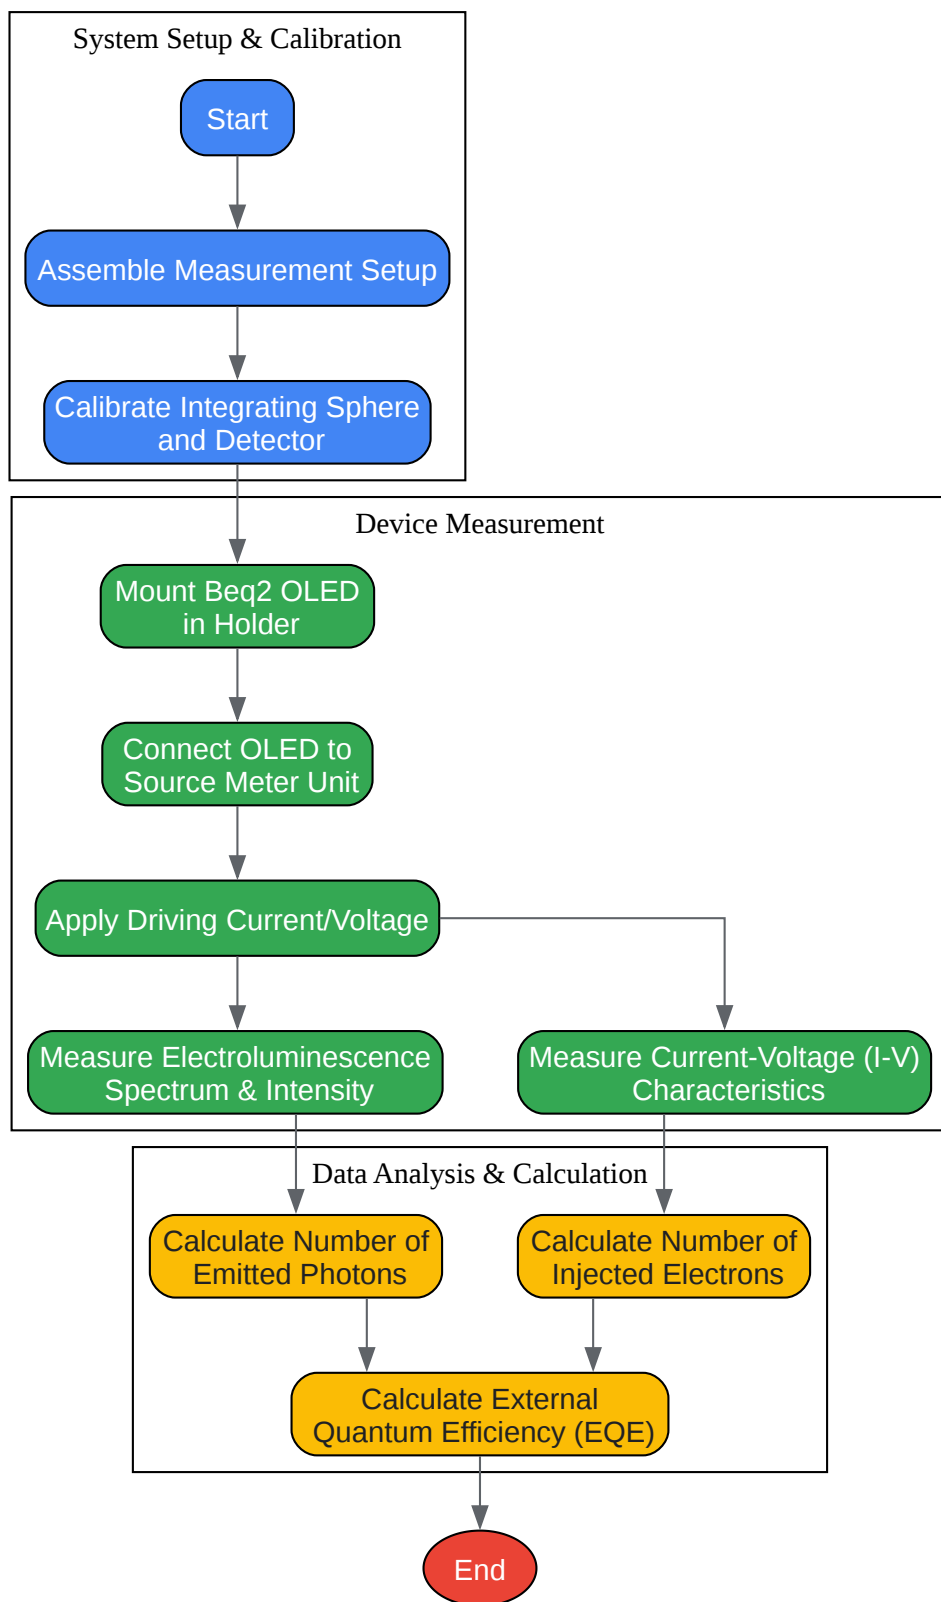 System Setup & Calibration
Start
Assemble Measurement Setup
Calibrate Integrating Sphere
and Detector
Device Measurement
Mount Beq2 OLED
in Holder
Connect OLED to
Source Meter Unit
Apply Driving Current/Voltage
Measure Electroluminescence
Spectrum & Intensity
Measure Current-Voltage (I-V)
Characteristics
Data Analysis & Calculation
Calculate Number of
Emitted Photons
Calculate Number of
Injected Electrons
Calculate External
Quantum Efficiency (EQE)
End